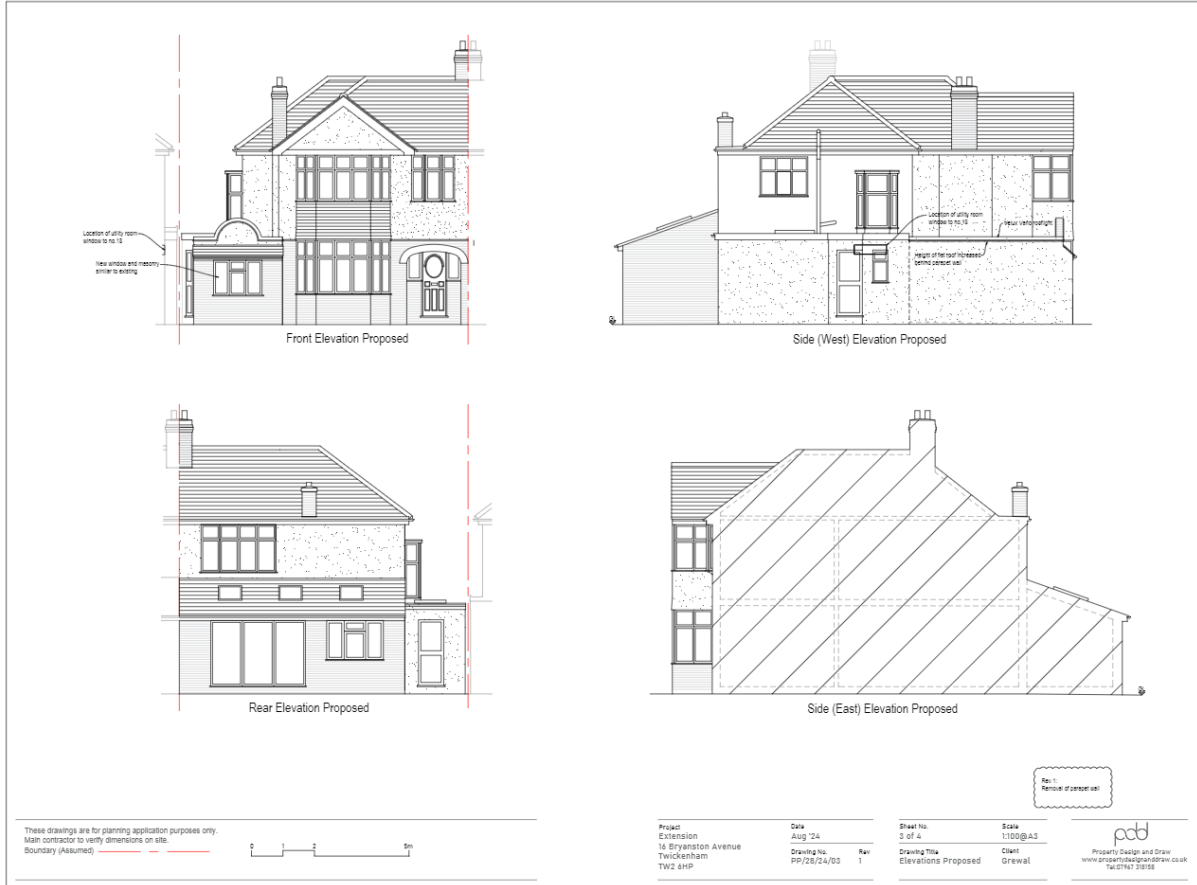 Location of utility room
window to no.18
New window and masonry
similar to existing
Front Elevation Proposed
Location of utility room
window to no.18
Velux Vario rooflight
Height of flat roof increased
behind parapet wall
Side (West) Elevation Proposed
Rear Elevation Proposed
Side (East) Elevation Proposed
Rev 1:
Removal of parapet wall
These drawings are for planning application purposes only.
Main contractor to verify dimensions on site.
Boundary (Assumed)
0 1 2 5m
Project
Extension
16 Bryanston Avenue
Twickenham
TW2 6HP
Date
Aug '24
Drawing No.
PP/28/24/03
Rev
1
Sheet No.
3 of 4
Scale
1:100@A3
Drawing Title
Elevations Proposed
Client
Grewal
pdd
Property Design and Draw
www.propertydesignanddraw.co.uk
Tel:07967 318158